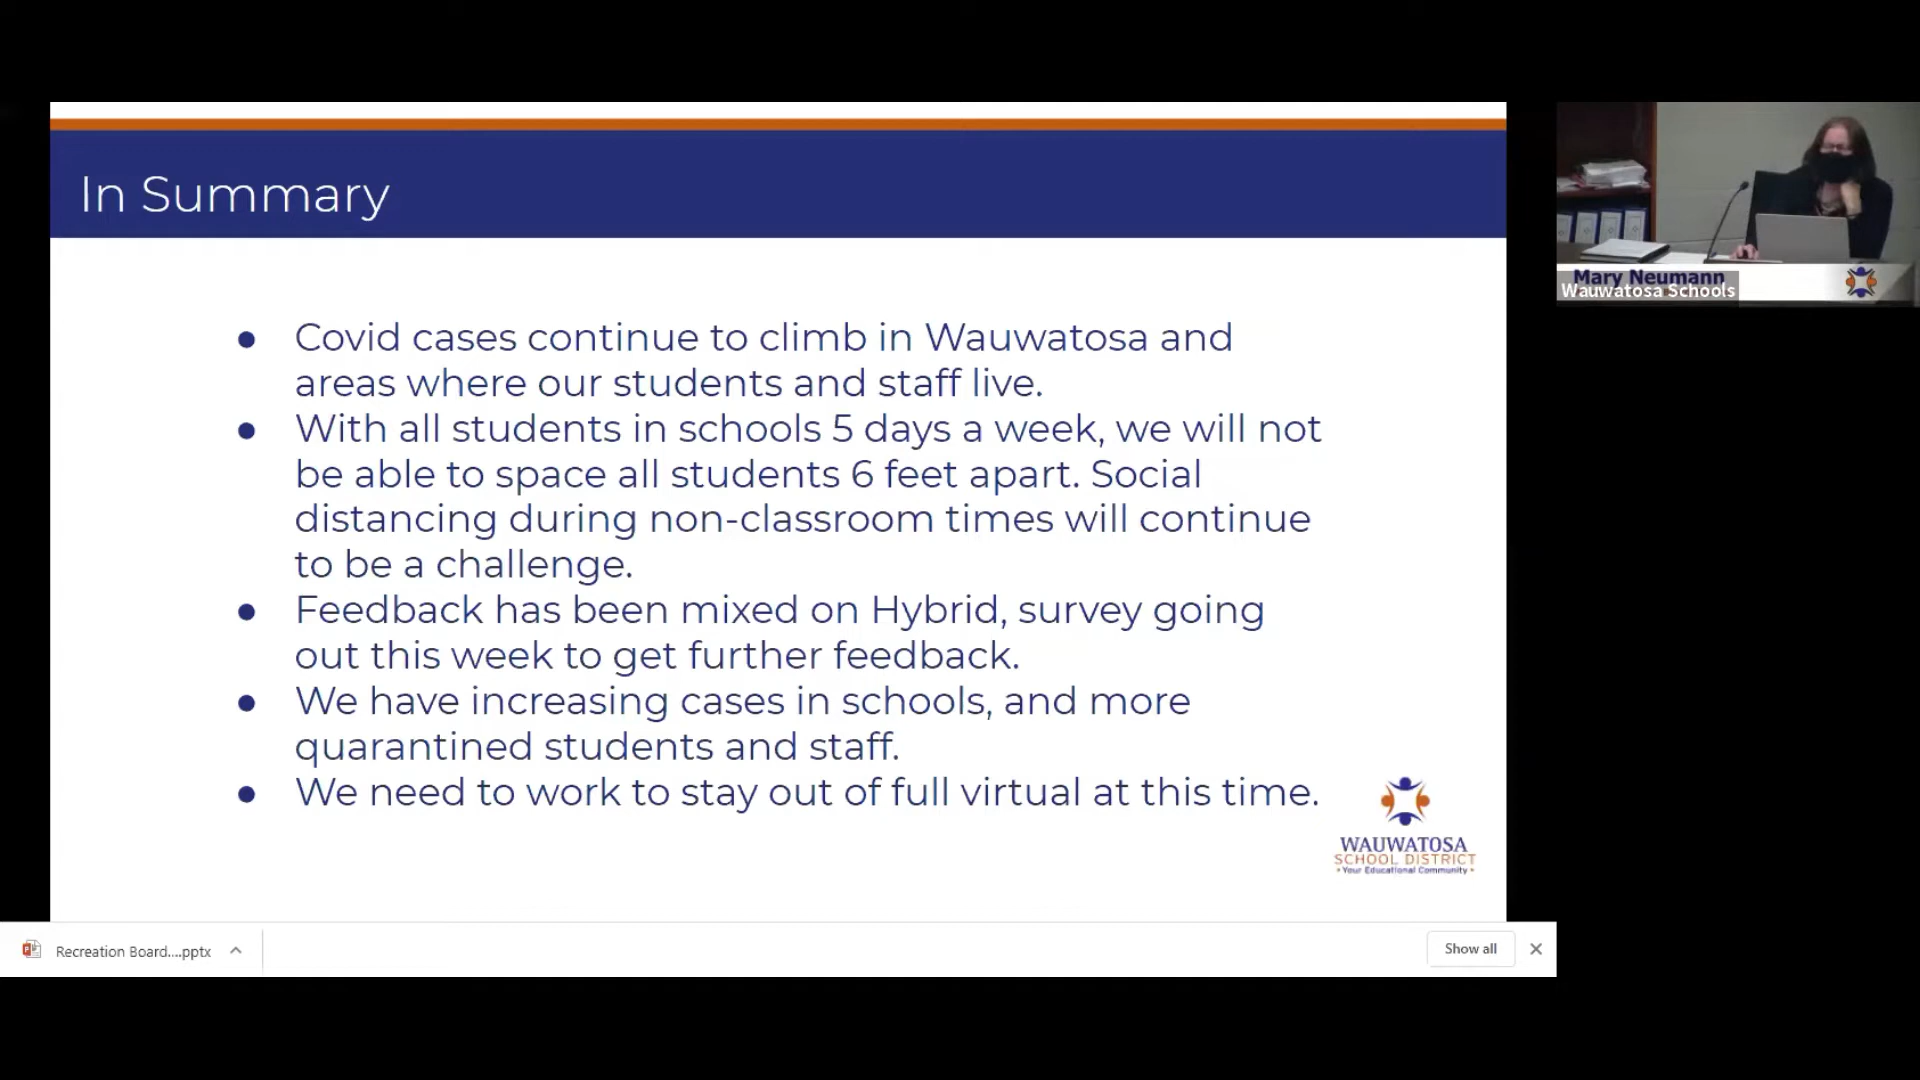 In Summary
● Covid cases continue to climb in Wauwatosa and
areas where our students and staff live.
● With all students in schools 5 days a week, we will not
be able to space all students 6 feet apart. Social
distancing during non-classroom times will continue
to be a challenge.
● Feedback has been mixed on Hybrid, survey going
out this week to get further feedback.
● We have increasing cases in schools, and more
quarantined students and staff.
● We need to work to stay out of full virtual at this time.
WAUWATOSA
SCHOOL DISTRICT
• Your Educational Community •
Mary Neumann
Wauwatosa Schools
Recreation Board....pptx
Show all